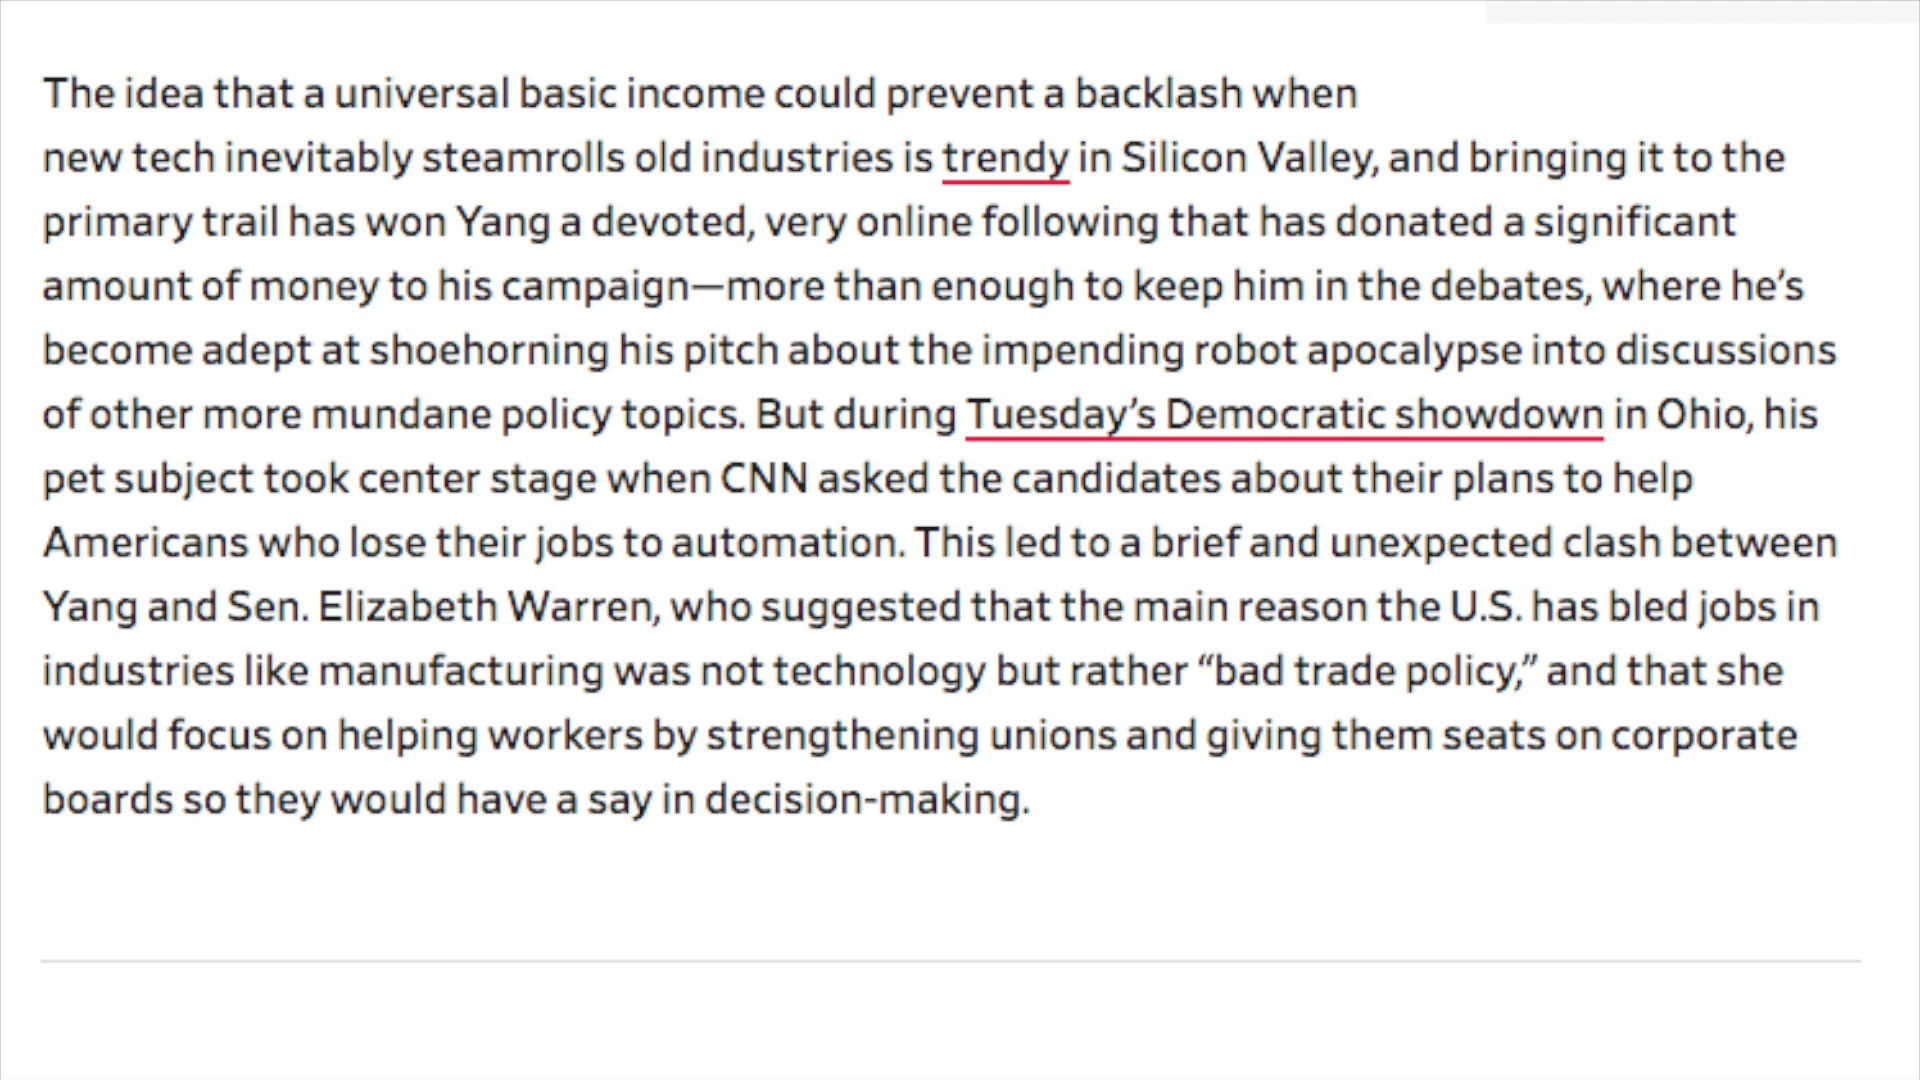 The idea that a universal basic income could prevent a backlash when
new tech inevitably steamrolls old industries is trendy in Silicon Valley, and bringing it to the
primary trail has won Yang a devoted, very online following that has donated a significant
amount of money to his campaign—more than enough to keep him in the debates, where he’s
become adept at shoehorning his pitch about the impending robot apocalypse into discussions
of other more mundane policy topics. But during Tuesday’s Democratic showdown in Ohio, his
pet subject took center stage when CNN asked the candidates about their plans to help
Americans who lose their jobs to automation. This led to a brief and unexpected clash between
Yang and Sen. Elizabeth Warren, who suggested that the main reason the U.S. has bled jobs in
industries like manufacturing was not technology but rather “bad trade policy,” and that she
would focus on helping workers by strengthening unions and giving them seats on corporate
boards so they would have a say in decision-making.